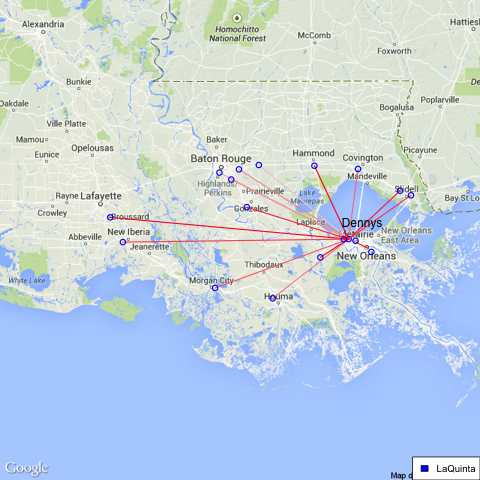 Alexandria
Homochitto
National Forest
Hattiesb
McComb
Foxworth
Bunkie
Bogalusa
Poplarville
Oakdale
Ville Platte
Mamou
Eunice
Opelousas
Baker
Baton Rouge
Hammond
Covington
Picayune
Mandeville
Highlands/
Perkins
Prairieville
Lake
Maurepas
Slidell
Rayne
Lafayette
Bay St Lo
Crowley
Broussard
Gonzales
Laplace
Dennys
New Orleans
East Area
Abbeville
New Iberia
Jeanerette
New Orleans
White Lake
Thibodaux
Morgan City
Houma
Google
Map d
LaQuinta